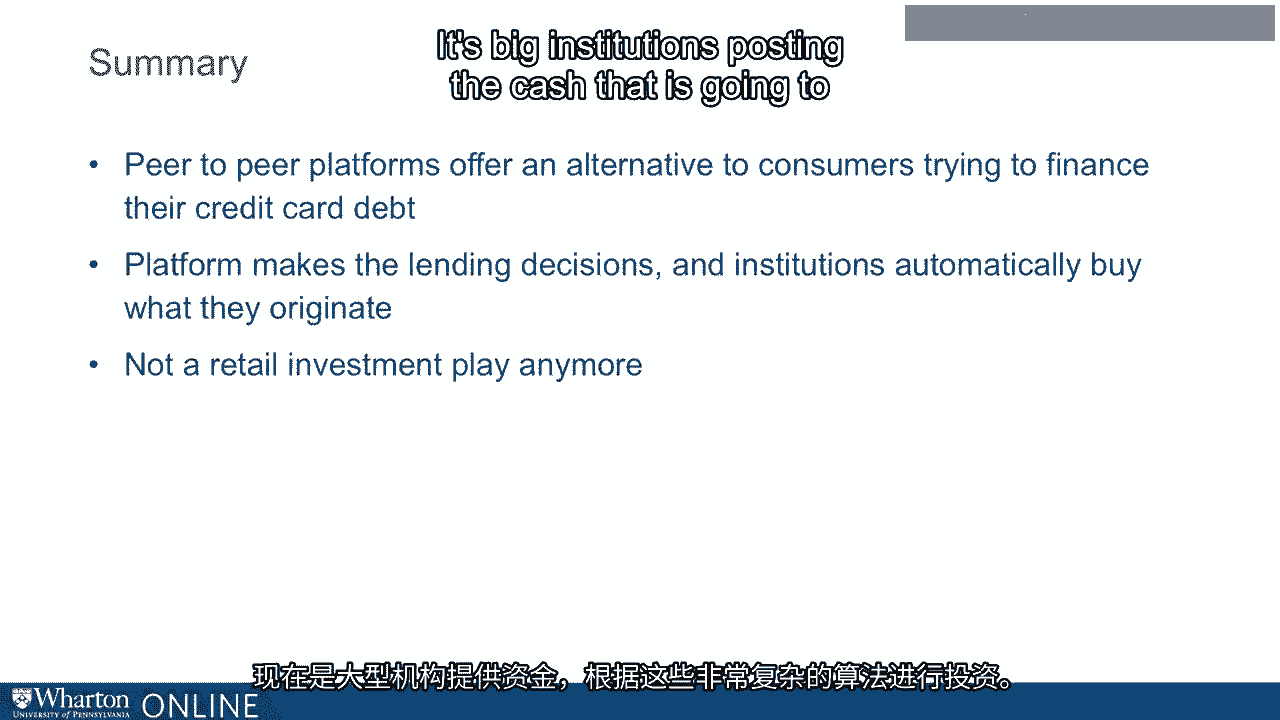 It's big institutions posting
the cash that is going to
Summary
• Peer to peer platforms offer an alternative to consumers trying to finance
their credit card debt
• Platform makes the lending decisions, and institutions automatically buy
what they originate
• Not a retail investment play anymore
现在是大型机构提供资金，根据这些非常复杂的算法进行投资。
Wharton
UNIVERSITY of PENNSYLVANIA
ONLINE